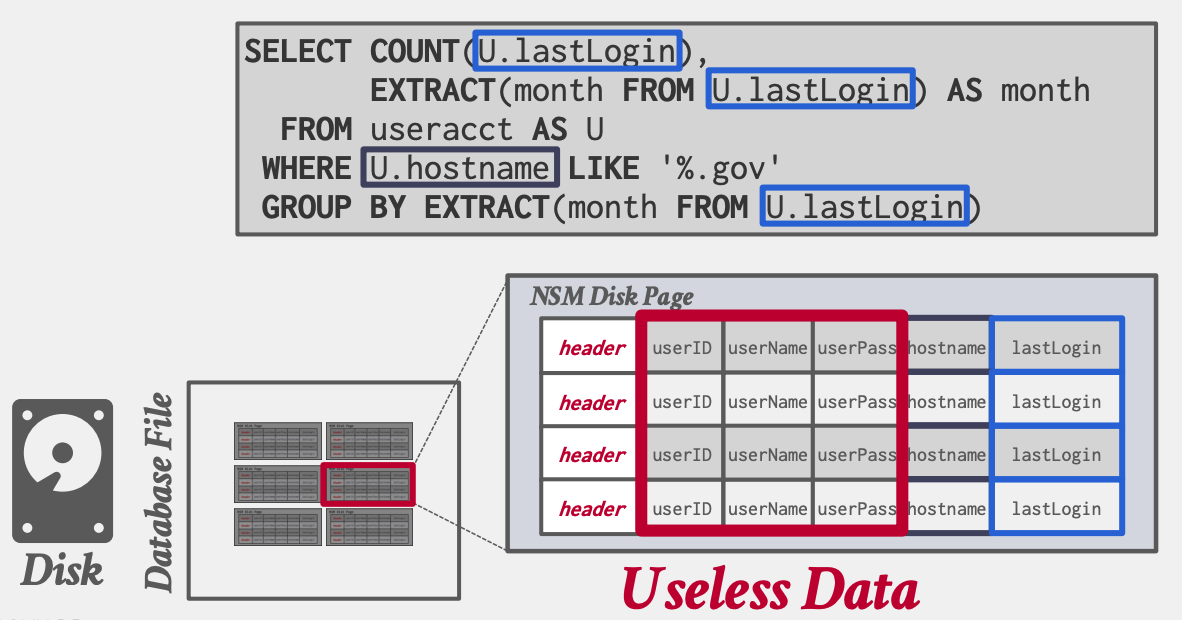 SELECT COUNT(U.lastLogin),
EXTRACT(month FROM U.lastLogin) AS month
FROM useracct AS U
WHERE U.hostname LIKE '%.gov'
GROUP BY EXTRACT(month FROM U.lastLogin)
NSM Disk Page
header userID userName userPass hostname lastLogin
header userID userName userPass hostname lastLogin
header userID userName userPass hostname lastLogin
header userID userName userPass hostname lastLogin
Database File
Disk
Useless Data